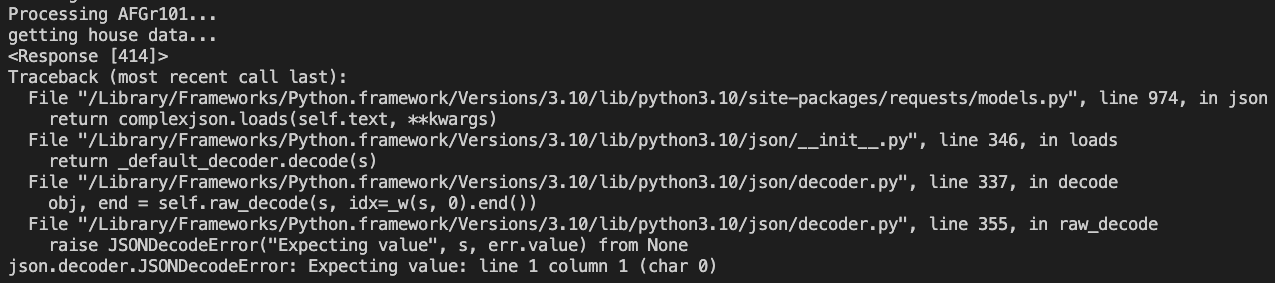 Processing AFGr101...
getting house data...
<Response [414]>
Traceback (most recent call last):
  File "/Library/Frameworks/Python.framework/Versions/3.10/lib/python3.10/site-packages/requests/models.py", line 974, in json
    return complexjson.loads(self.text, **kwargs)
  File "/Library/Frameworks/Python.framework/Versions/3.10/lib/python3.10/json/__init__.py", line 346, in loads
    return _default_decoder.decode(s)
  File "/Library/Frameworks/Python.framework/Versions/3.10/lib/python3.10/json/decoder.py", line 337, in decode
    obj, end = self.raw_decode(s, idx=_w(s, 0).end())
  File "/Library/Frameworks/Python.framework/Versions/3.10/lib/python3.10/json/decoder.py", line 355, in raw_decode
    raise JSONDecodeError("Expecting value", s, err.value) from None
json.decoder.JSONDecodeError: Expecting value: line 1 column 1 (char 0)